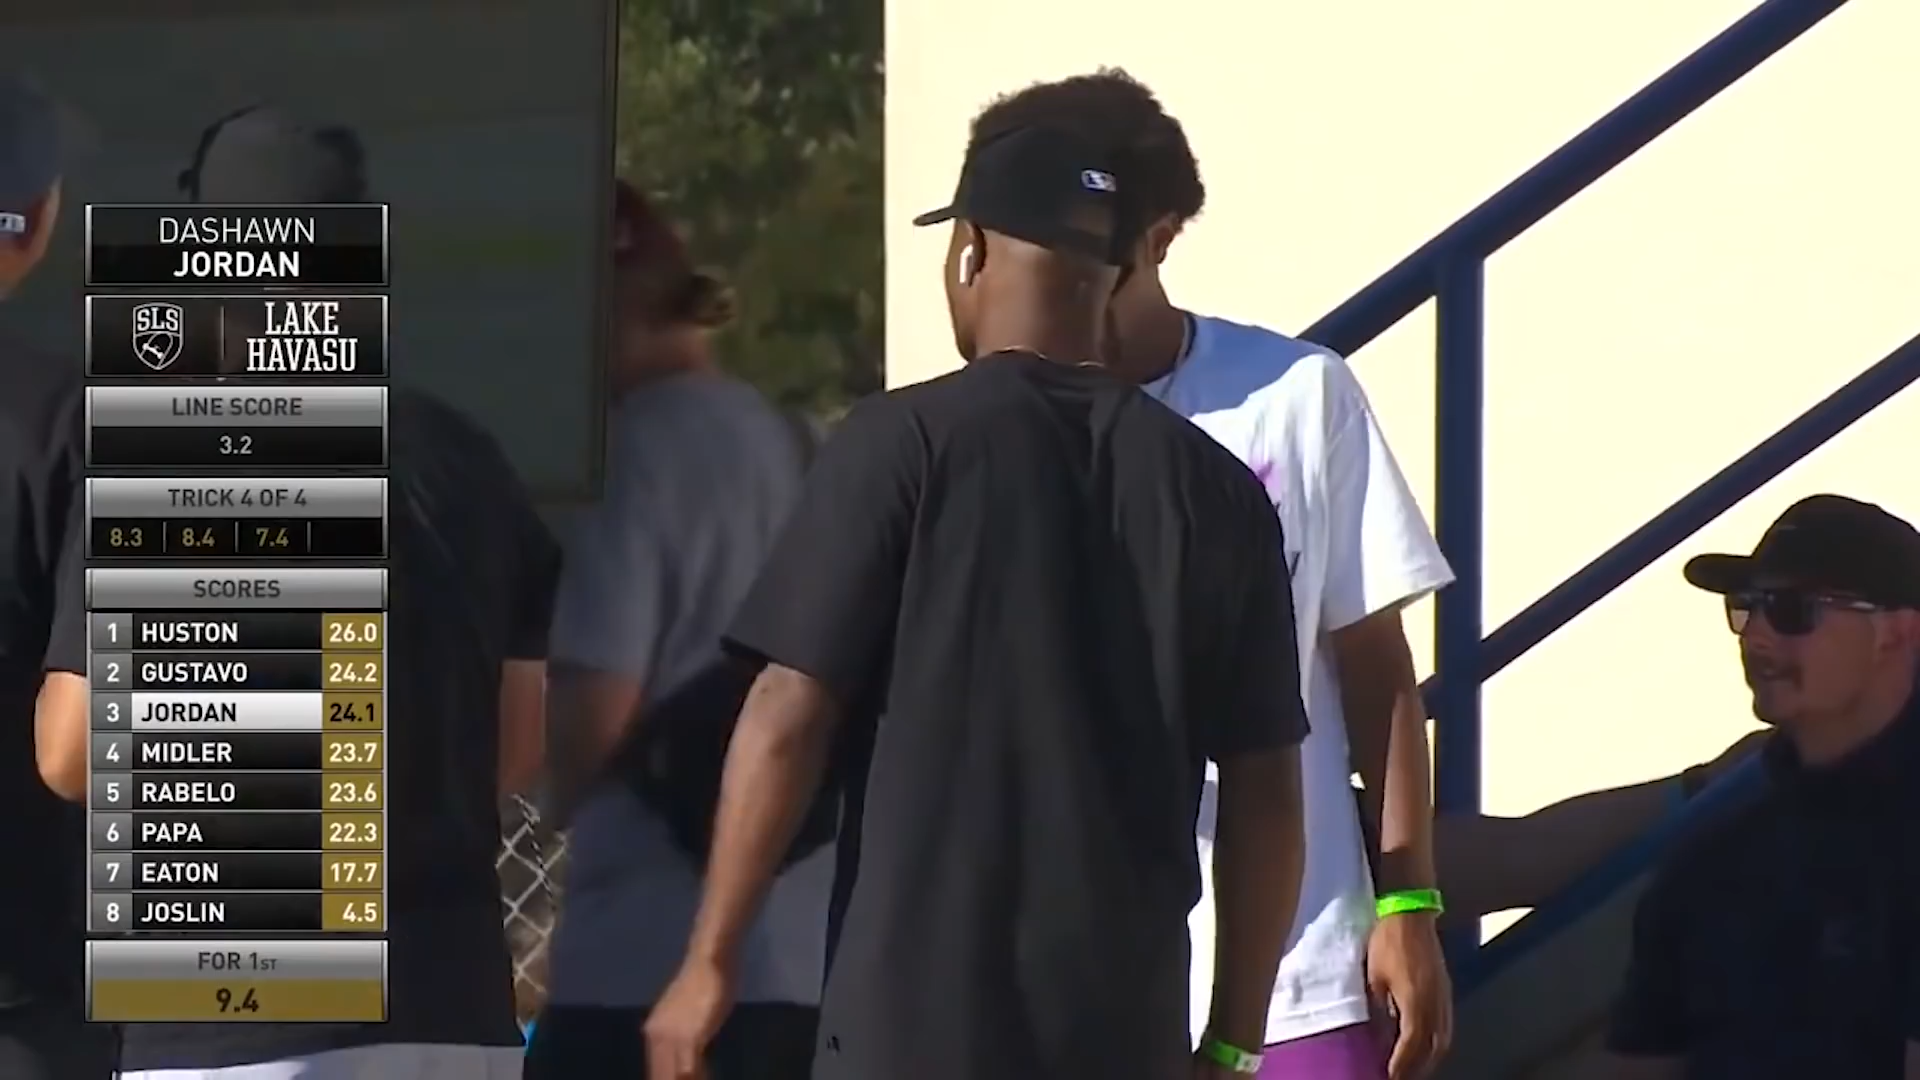 DASHAWN
JORDAN
SLS
LAKE
HAVASU
LINE SCORE
3.2
TRICK 4 OF 4
8.3 8.4 7.4
SCORES
1 HUSTON 26.0
2 GUSTAVO 24.2
3 JORDAN 24.1
4 MIDLER 23.7
5 RABELO 23.6
6 PAPA 22.3
7 EATON 17.7
8 JOSLIN 4.5
FOR 1ST
9.4